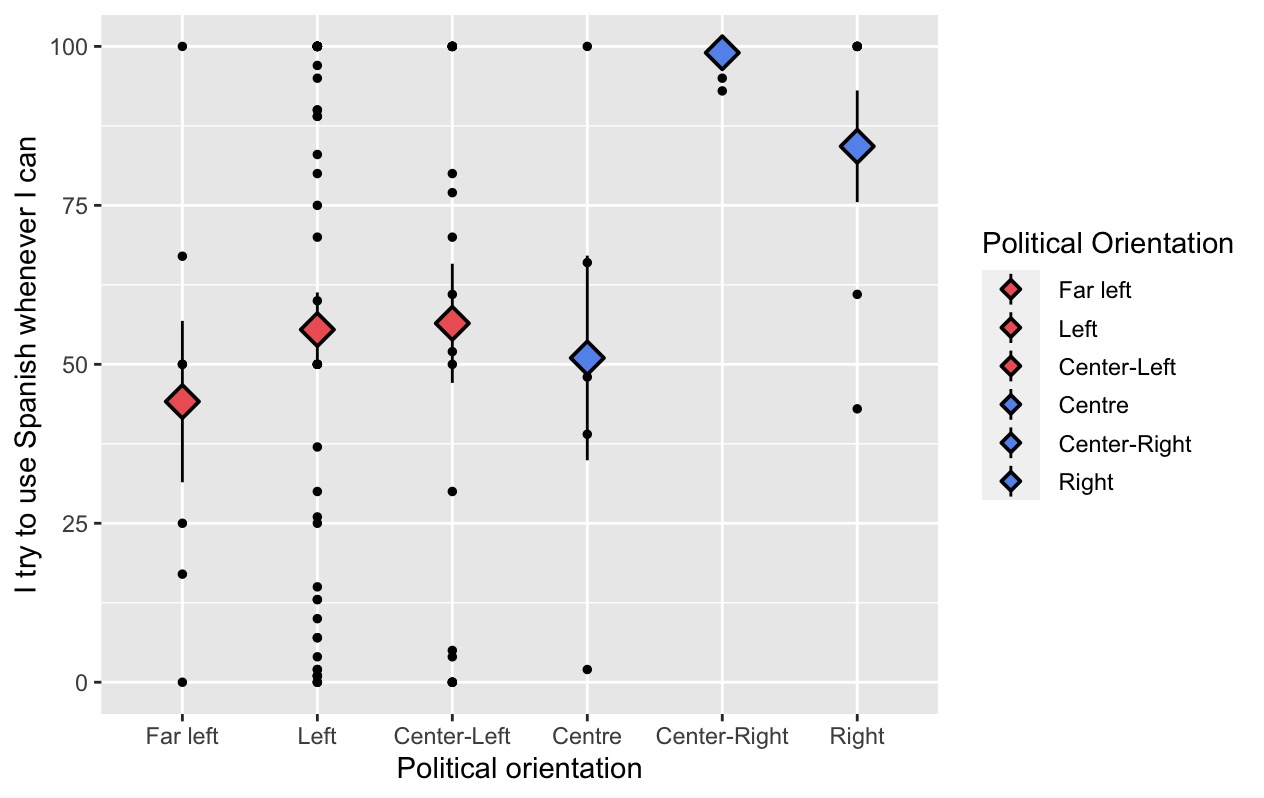 I try to use Spanish whenever I can
100
75
50
25
0
Far left
Left
Center-Left
Centre
Center-Right
Right
Political orientation
Political Orientation
Far left
Left
Center-Left
Centre
Center-Right
Right